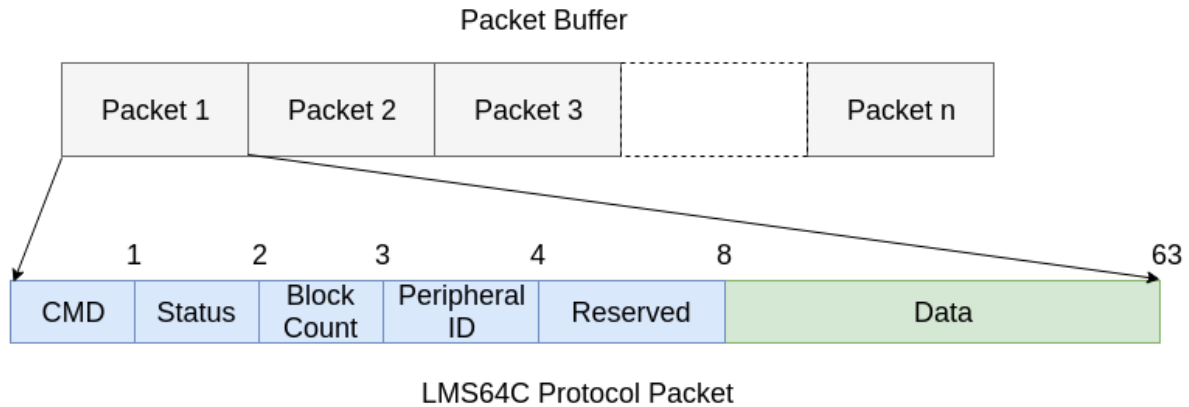 Packet Buffer
Packet 1 Packet 2 Packet 3 Packet n
1 2 3 4 8 63
CMD Status Block Count Peripheral ID Reserved Data
LMS64C Protocol Packet